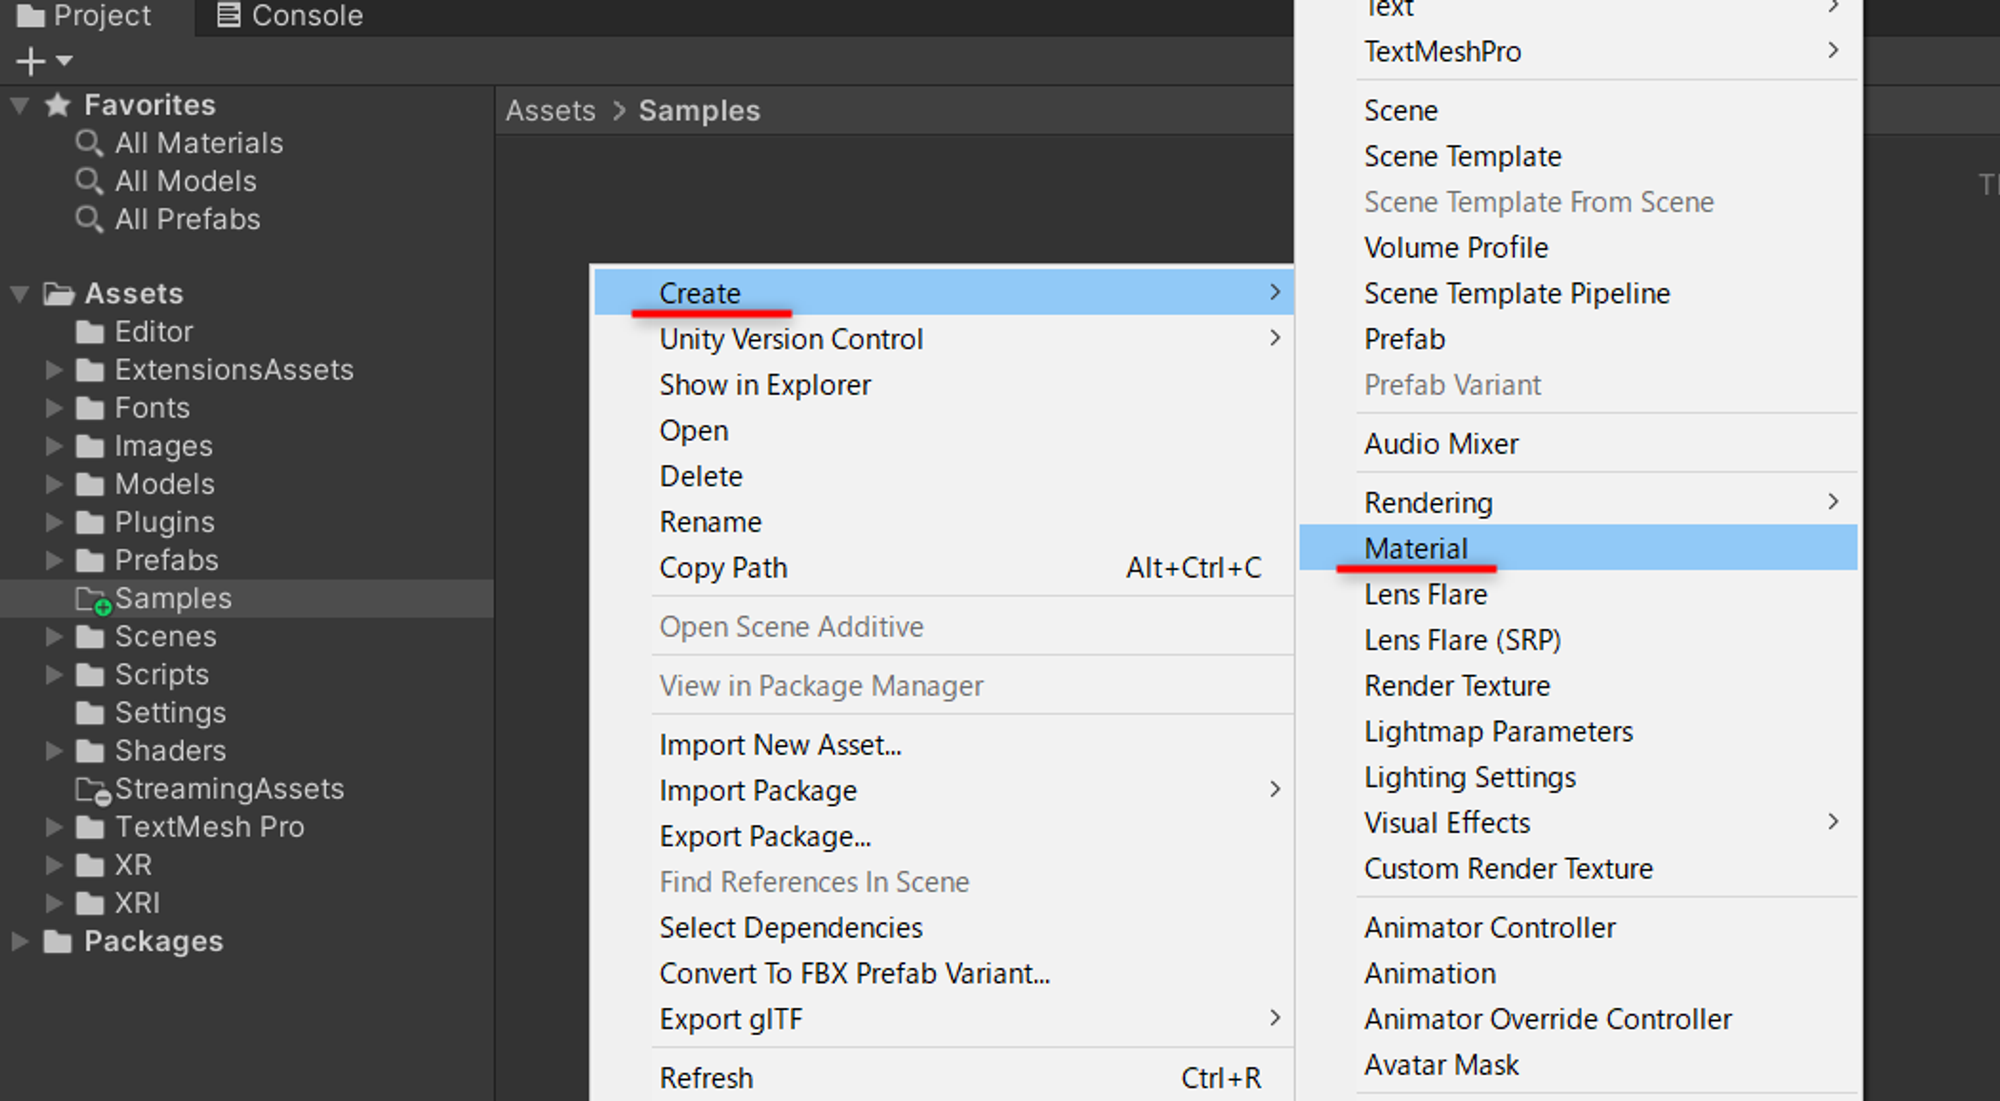 Project
Console
Favorites
All Materials
All Models
All Prefabs
Assets
Editor
ExtensionsAssets
Fonts
Images
Models
Plugins
Prefabs
Samples
Scenes
Scripts
Settings
Shaders
StreamingAssets
TextMesh Pro
XR
XRI
Packages
Assets > Samples
Create
Unity Version Control
Show in Explorer
Open
Delete
Rename
Copy Path Alt+Ctrl+C
Open Scene Additive
View in Package Manager
Import New Asset...
Import Package
Export Package...
Find References In Scene
Select Dependencies
Convert To FBX Prefab Variant...
Export glTF
Refresh Ctrl+R
Text
TextMeshPro
Scene
Scene Template
Scene Template From Scene
Volume Profile
Scene Template Pipeline
Prefab
Prefab Variant
Audio Mixer
Rendering
Material
Lens Flare
Lens Flare (SRP)
Render Texture
Lightmap Parameters
Lighting Settings
Visual Effects
Custom Render Texture
Animator Controller
Animation
Animator Override Controller
Avatar Mask